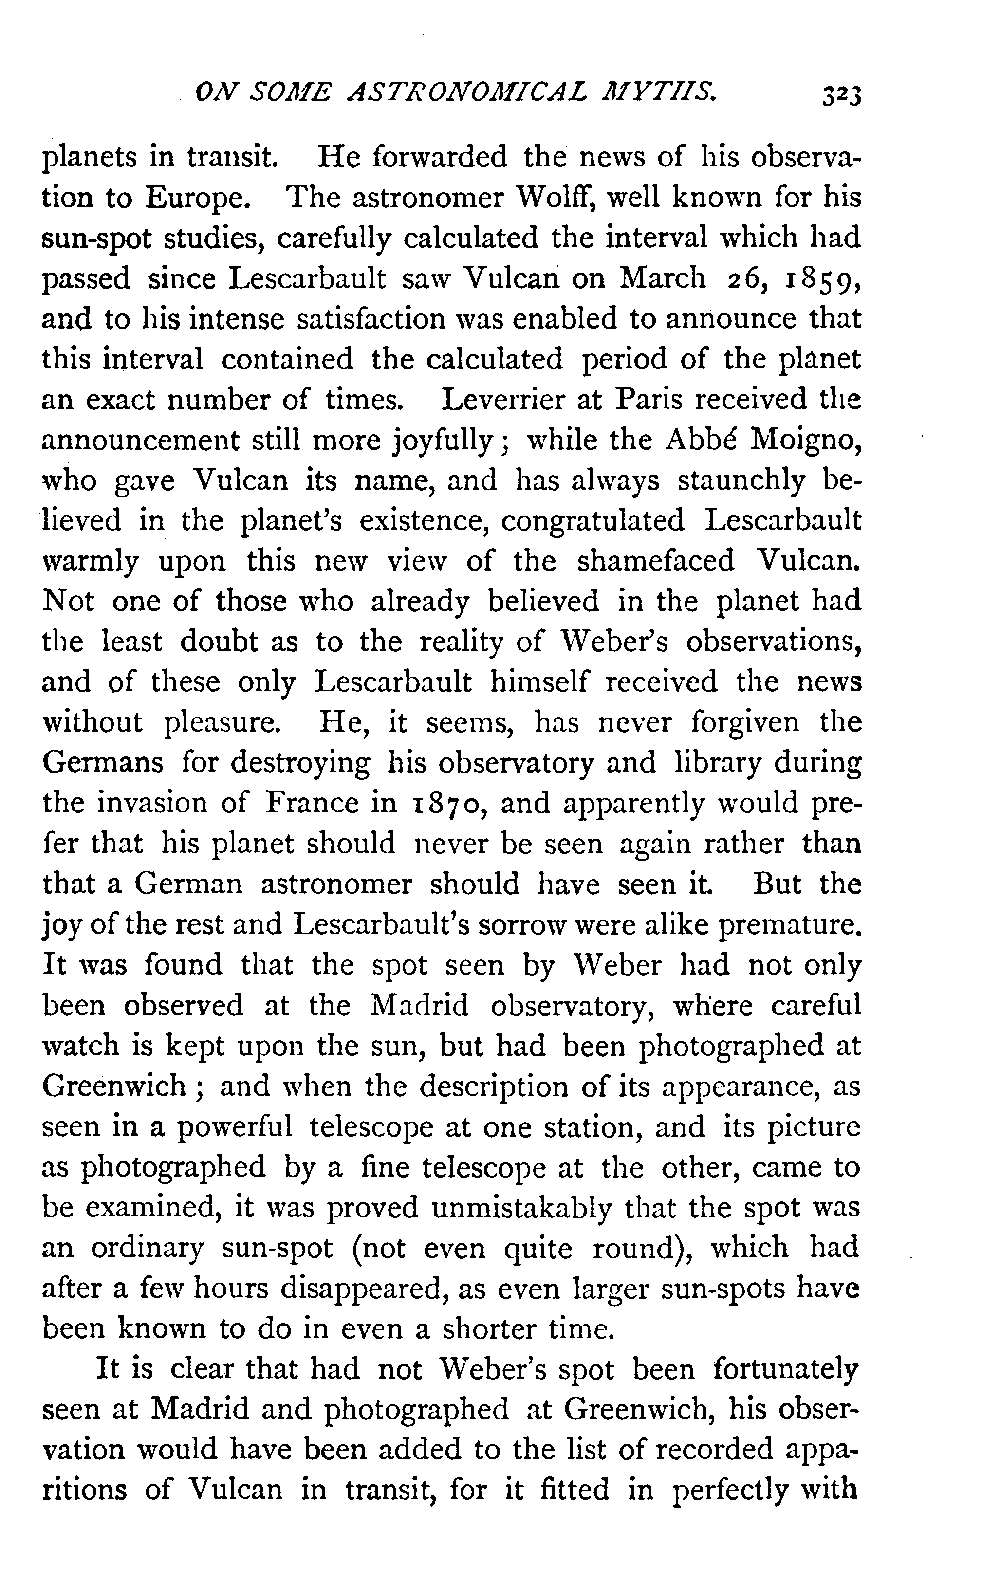 ON SOME ASTRONOMICAL MYTHS. 323
planets in transit. He forwarded the news of his observa-
tion to Europe. The astronomer Wolff, well known for his
sun-spot studies, carefully calculated the interval which had
passed since Lescarbault saw Vulcan on March 26, 1859,
and to his intense satisfaction was enabled to announce that
this interval contained the calculated period of the planet
an exact number of times. Leverrier at Paris received the
announcement still more joyfully; while the Abbé Moigno,
who gave Vulcan its name, and has always staunchly be-
lieved in the planet's existence, congratulated Lescarbault
warmly upon this new view of the shamefaced Vulcan.
Not one of those who already believed in the planet had
the least doubt as to the reality of Weber's observations,
and of these only Lescarbault himself received the news
without pleasure. He, it seems, has never forgiven the
Germans for destroying his observatory and library during
the invasion of France in 1870, and apparently would pre-
fer that his planet should never be seen again rather than
that a German astronomer should have seen it. But the
joy of the rest and Lescarbault's sorrow were alike premature.
It was found that the spot seen by Weber had not only
been observed at the Madrid observatory, where careful
watch is kept upon the sun, but had been photographed at
Greenwich; and when the description of its appearance, as
seen in a powerful telescope at one station, and its picture
as photographed by a fine telescope at the other, came to
be examined, it was proved unmistakably that the spot was
an ordinary sun-spot (not even quite round), which had
after a few hours disappeared, as even larger sun-spots have
been known to do in even a shorter time.
It is clear that had not Weber's spot been fortunately
seen at Madrid and photographed at Greenwich, his obser-
vation would have been added to the list of recorded appa-
ritions of Vulcan in transit, for it fitted in perfectly with